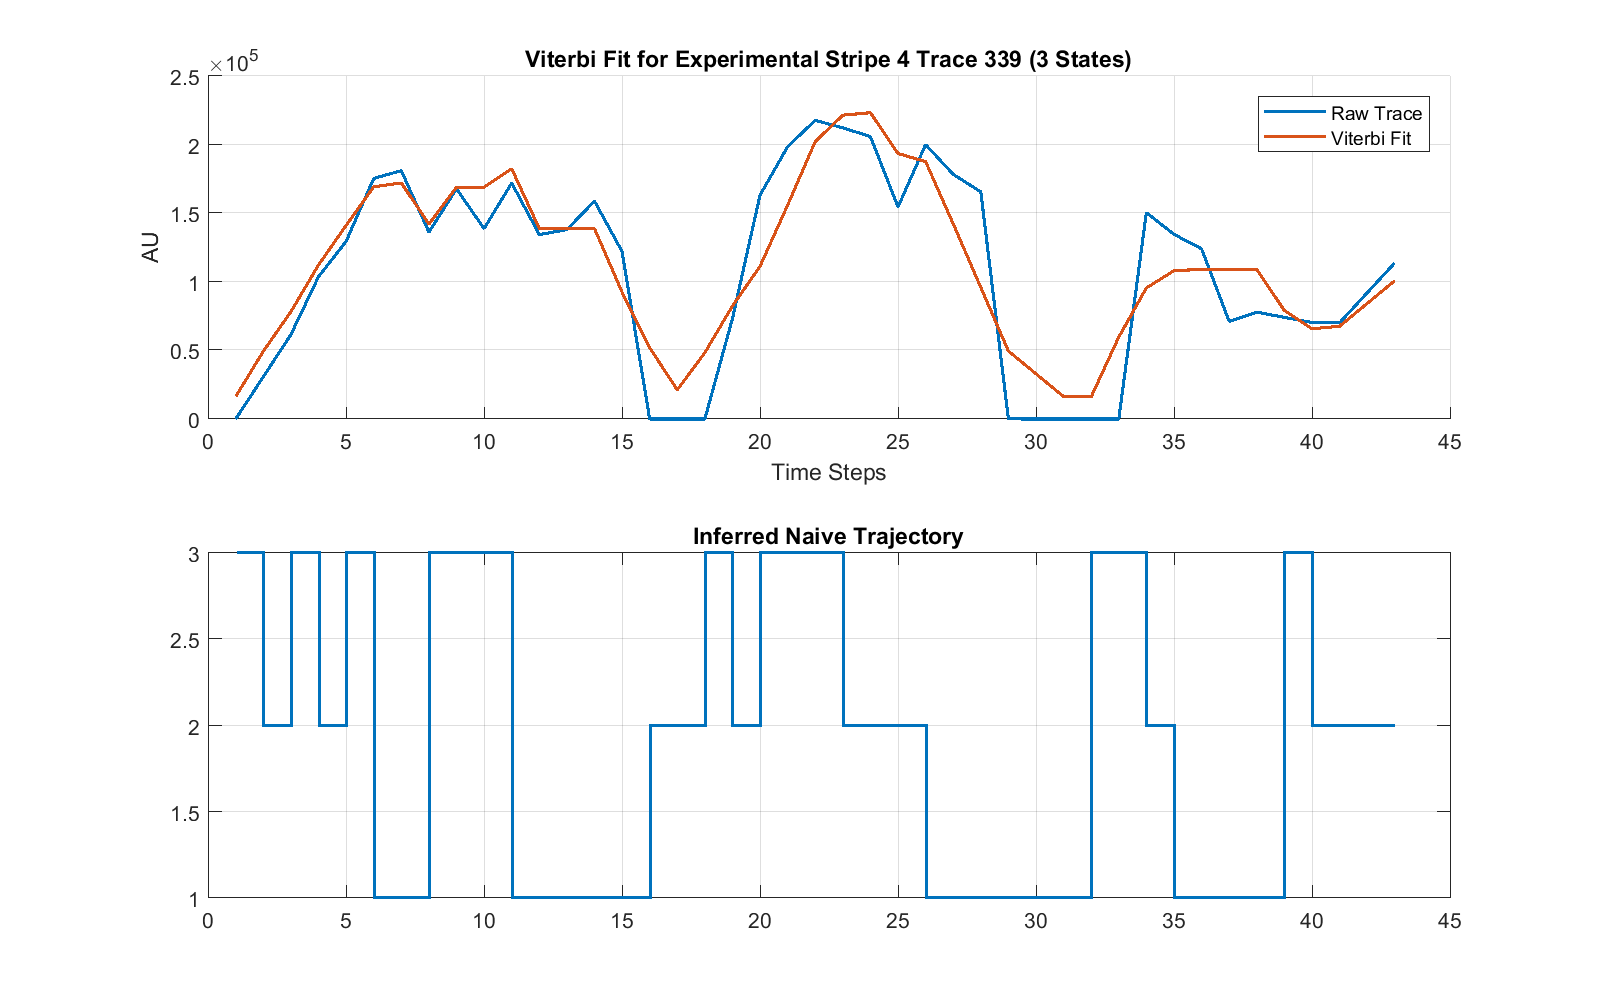 Viterbi Fit for Experimental Stripe 4 Trace 339 (3 States)
×10^5
2.5
2
1.5
1
0.5
0
AU
Raw Trace
Viterbi Fit
0 5 10 15 20 25 30 35 40 45
Time Steps
Inferred Naive Trajectory
3
2.5
2
1.5
1
0 5 10 15 20 25 30 35 40 45